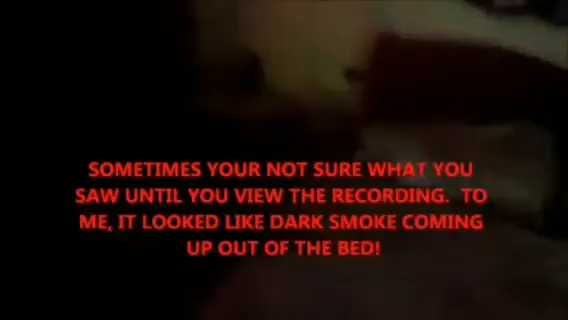 SOMETIMES YOUR NOT SURE WHAT YOU
SAW UNTIL YOU VIEW THE RECORDING.  TO
ME, IT LOOKED LIKE DARK SMOKE COMING
UP OUT OF THE BED!